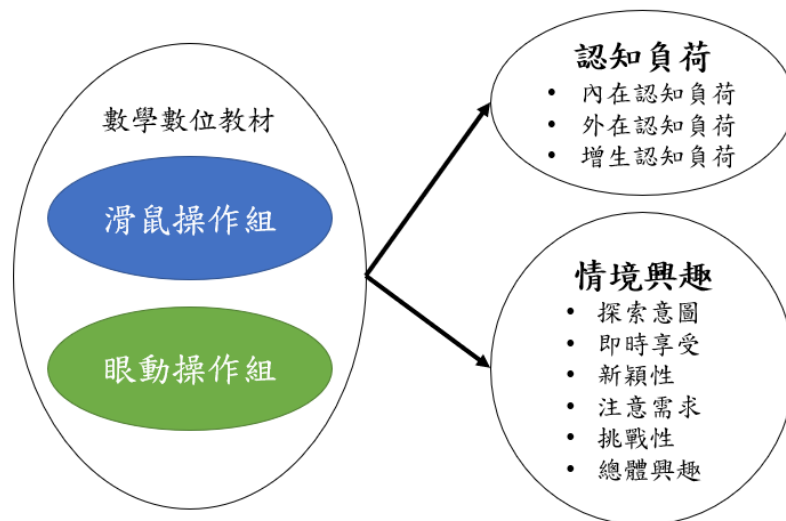 數學數位教材
滑鼠操作組
眼動操作組
認知負荷
• 內在認知負荷
• 外在認知負荷
• 增生認知負荷
情境興趣
• 探索意圖
• 即時享受
• 新穎性
• 注意需求
• 挑戰性
• 總體興趣